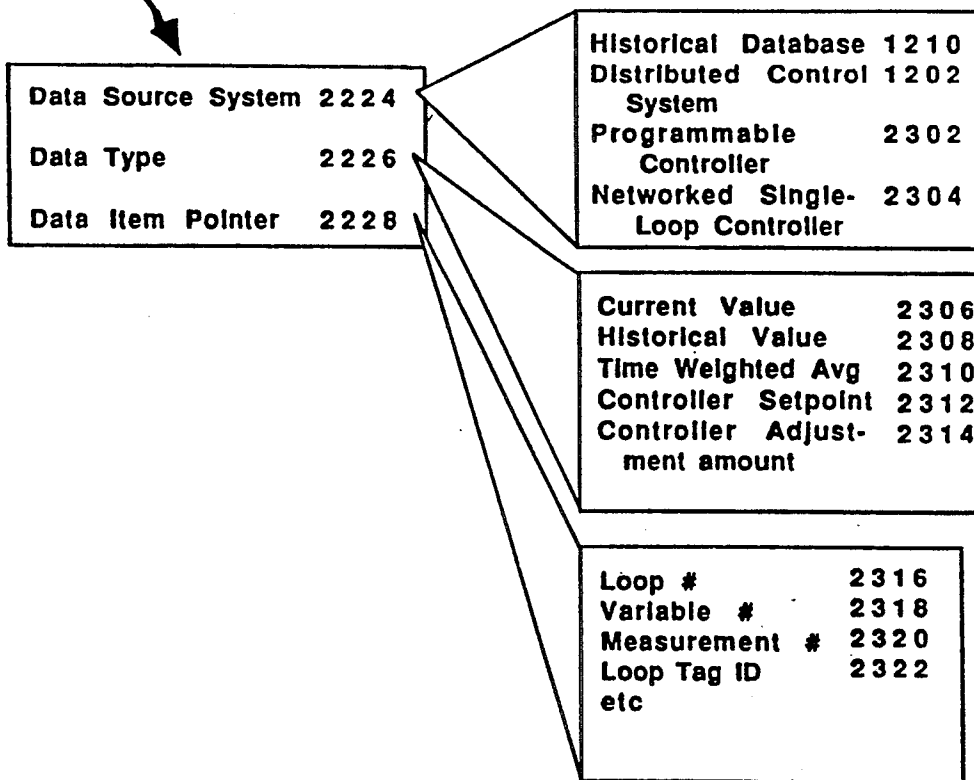 Data Source System 2224
Data Type 2226
Data Item Pointer 2228
Historical Database 1210
Distributed Control 1202
System
Programmable 2302
Controller
Networked Single- 2304
Loop Controller
Current Value 2306
Historical Value 2308
Time Weighted Avg 2310
Controller Setpoint 2312
Controller Adjust- 2314
ment amount
Loop # 2316
Variable # 2318
Measurement # 2320
Loop Tag ID 2322
etc